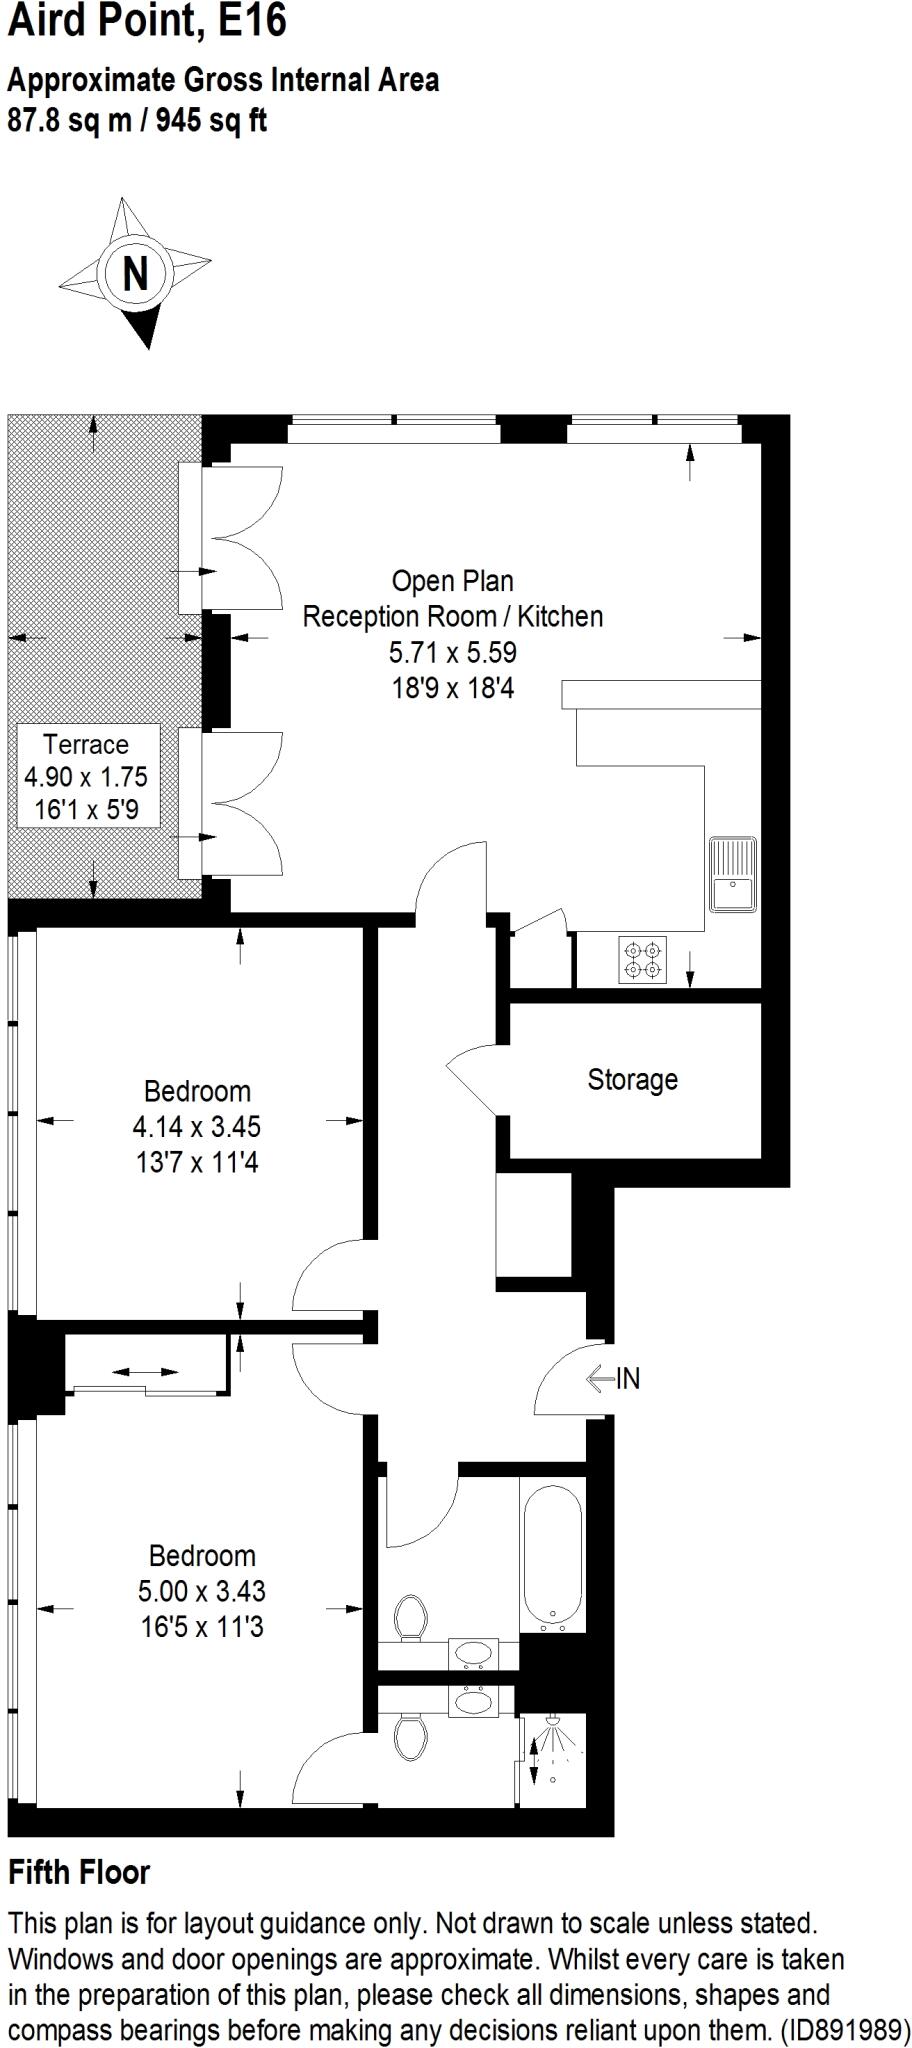 Aird Point, E16
Approximate Gross Internal Area
87.8 sq m / 945 sq ft
N
Open Plan
Reception Room / Kitchen
5.71 x 5.59
18'9 x 18'4
Terrace
4.90 x 1.75
16'1 x 5'9
Storage
Bedroom
4.14 x 3.45
13'7 x 11'4
IN
Bedroom
5.00 x 3.43
16'5 x 11'3
Fifth Floor
This plan is for layout guidance only. Not drawn to scale unless stated.
Windows and door openings are approximate. Whilst every care is taken
in the preparation of this plan, please check all dimensions, shapes and
compass bearings before making any decisions reliant upon them. (ID891989)